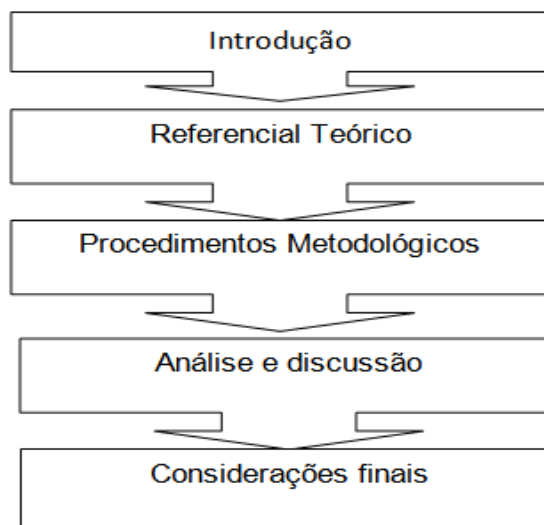 Introdução
Referencial Teórico
Procedimentos Metodológicos
Análise e discussão
Considerações finais